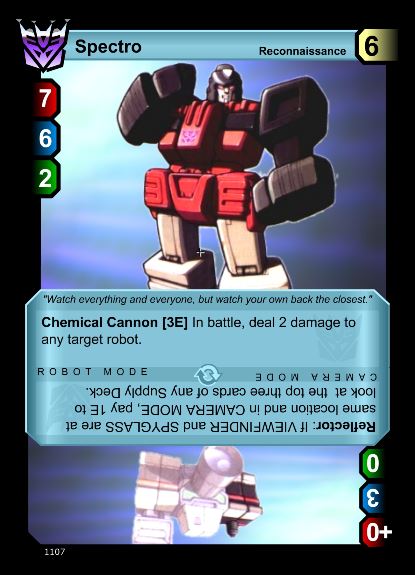 Spectro
Reconnaissance
6
7
6
2
"Watch everything and everyone, but watch your own back the closest."
Chemical Cannon [3E] In battle, deal 2 damage to
any target robot.
ROBOT MODE
CAMERA MODE
Reflector: If VIEWFINDER and SPYGLASS are at
same location and in CAMERA MODE, pay 1E to
look at the top three cards of any Supply Deck.
0
3
0+
1107